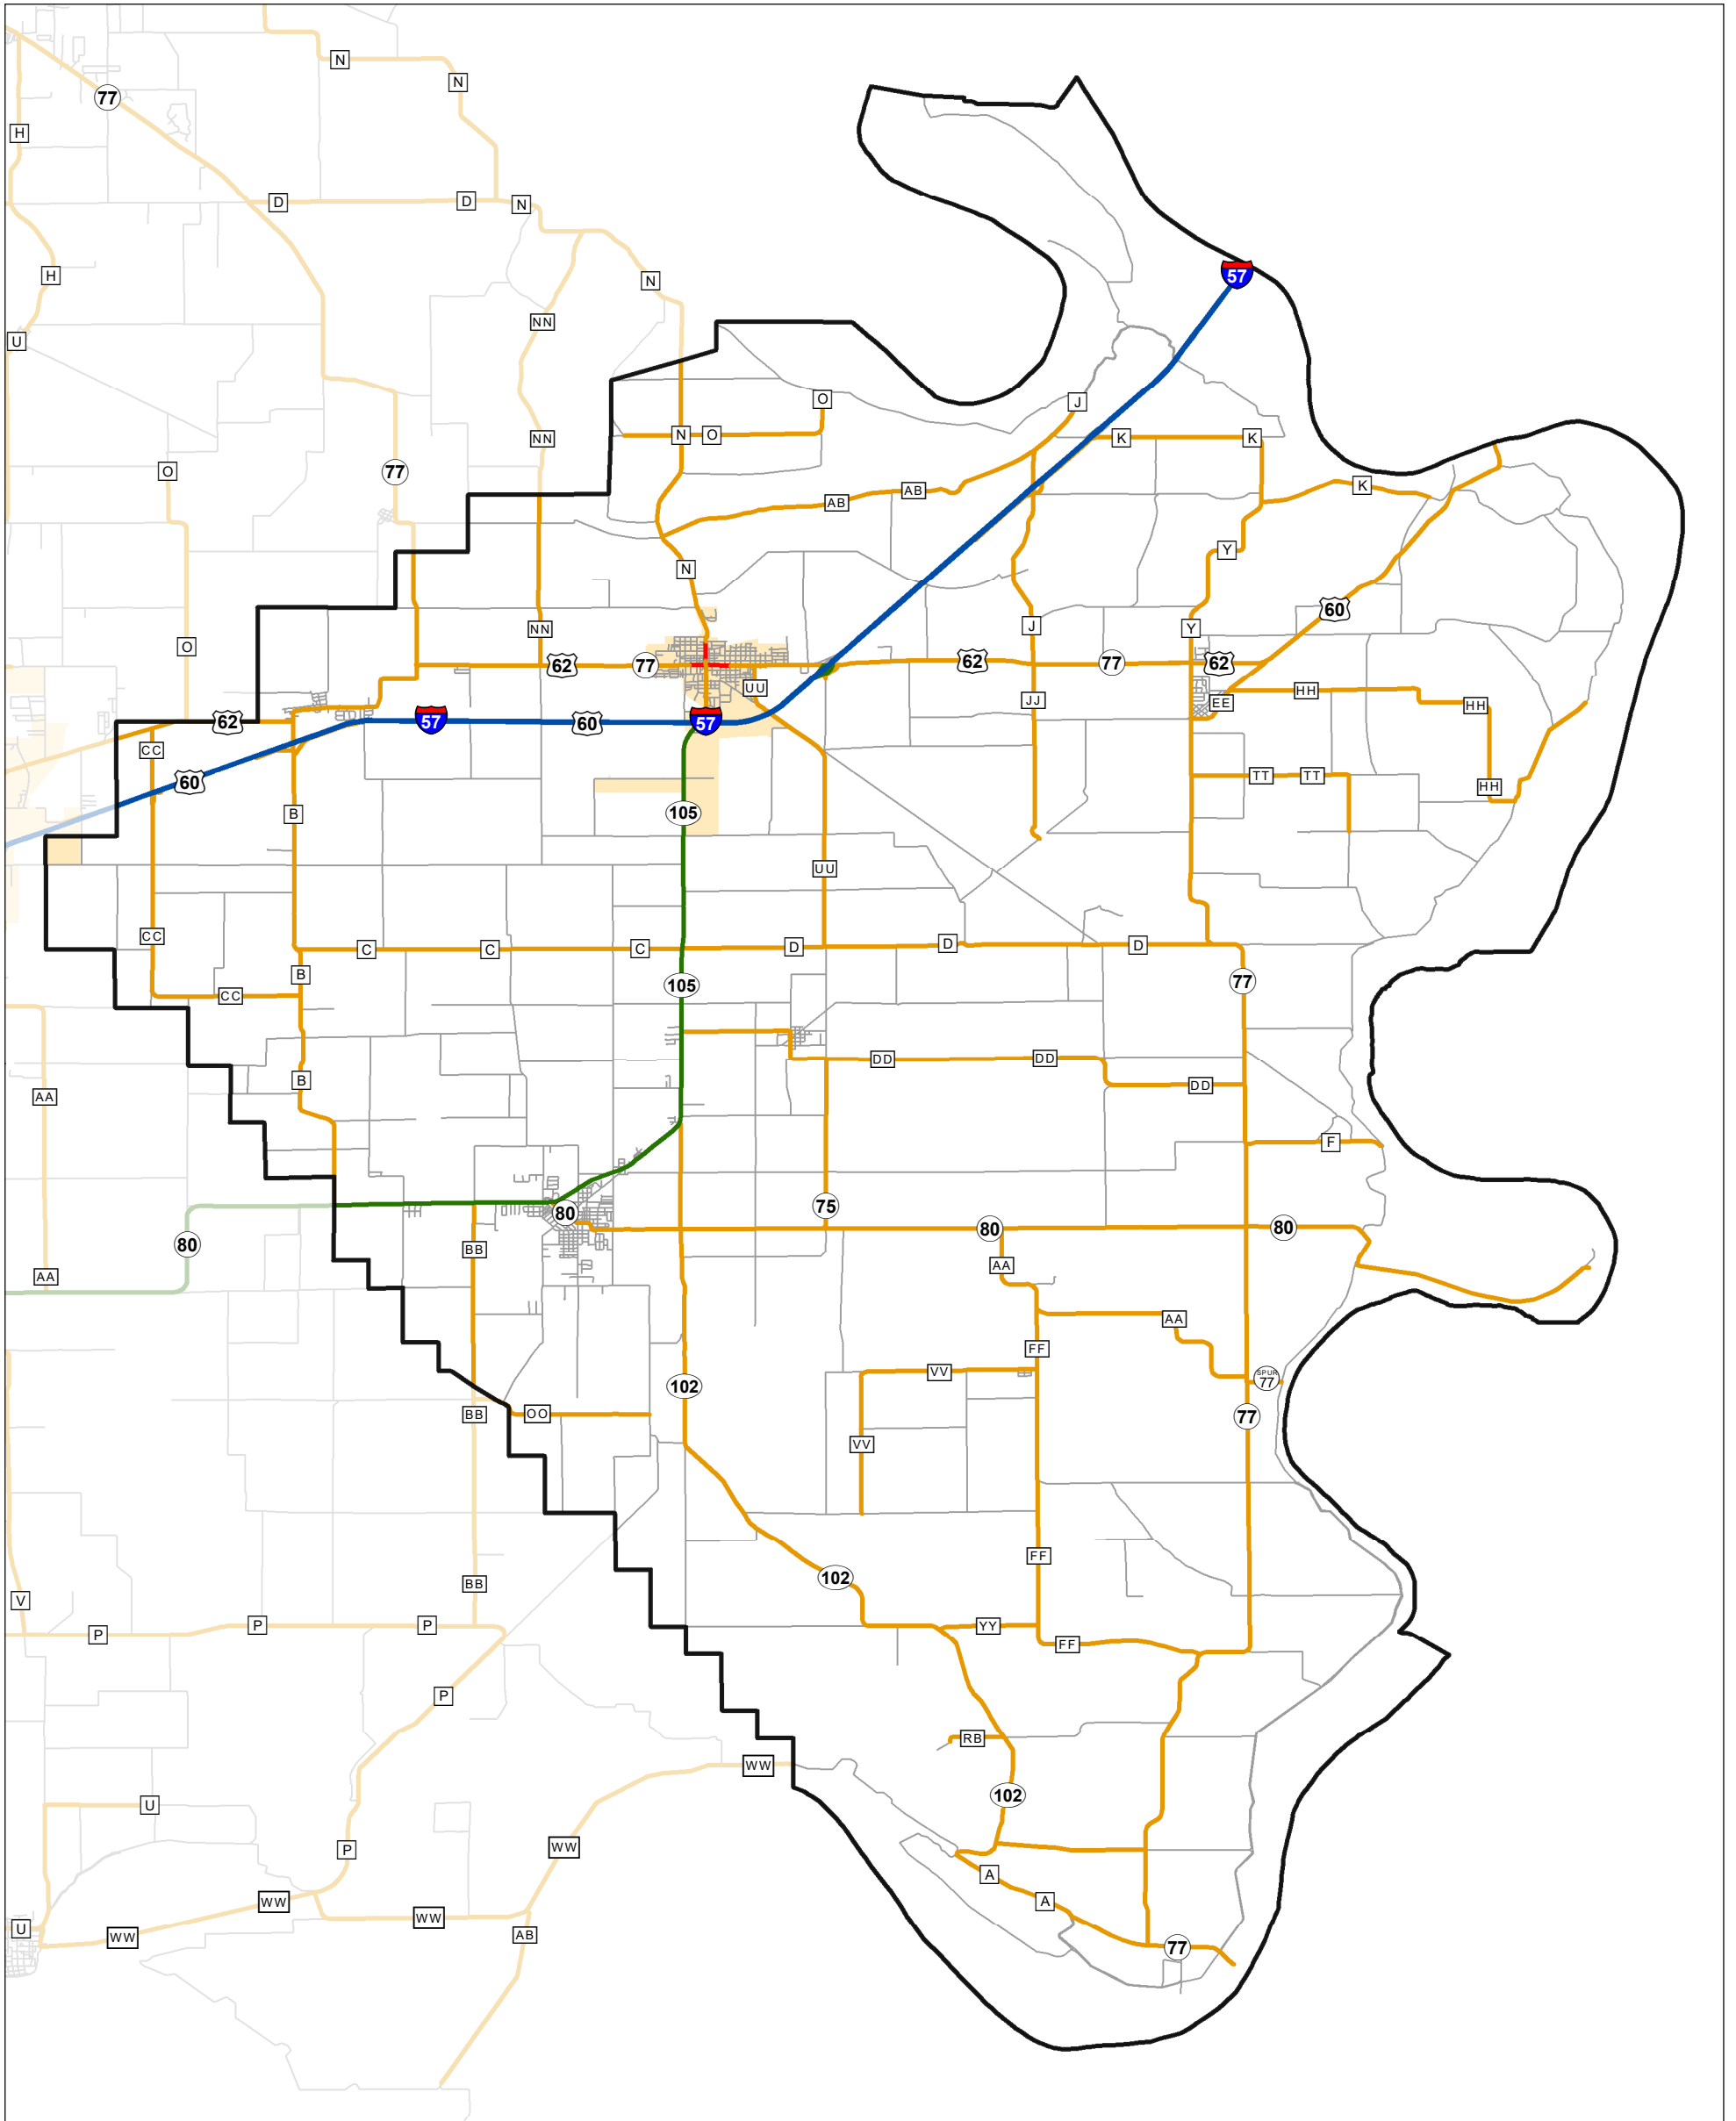 N
N
77
H
D
D
N
H
N
57
NN
U
O
J
N
O
K
K
NN
O
77
K
AB
AB
Y
N
60
J
NN
Y
O
62
77
62
77
62
UU
JJ
EE
HH
HH
62
57
60
57
CC
60
TT
TT
HH
B
105
UU
CC
C
C
C
D
D
D
B
105
77
CC
DD
DD
B
DD
AA
F
75
80
80
80
80
BB
AA
AA
AA
FF
VV
SPUR
77
102
BB
OO
77
VV
FF
102
BB
V
P
P
P
YY
FF
P
RB
WW
102
U
P
WW
A
WW
A
WW
U
WW
AB
77